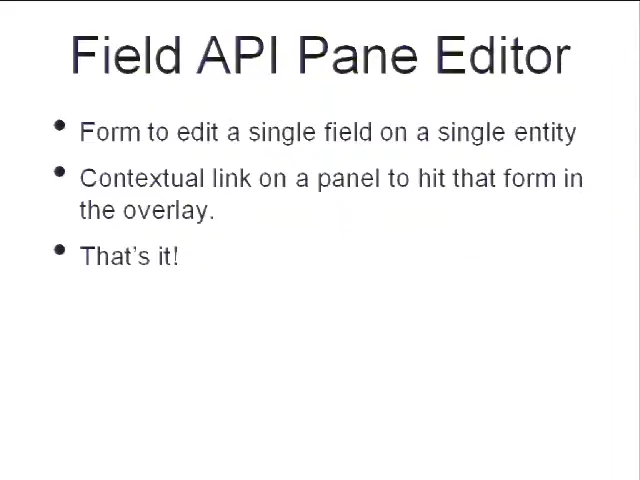 Field API Pane Editor
• Form to edit a single field on a single entity
• Contextual link on a panel to hit that form in
the overlay.
• That's it!